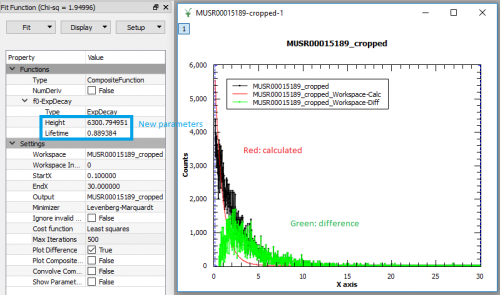 Fit Function (Chi-sq = 1.94996)
Fit Display Setup
Property Value
Functions
Type CompositeFunction
NumDeriv False
f0-ExpDecay
Type ExpDecay
Height 6300.794951
Lifetime 0.889384
New parameters
Settings
Workspace MUSR00015189_cropped
Workspace In... 0
StartX 0.100000
EndX 30.000000
Output MUSR00015189_cropped
Minimizer Levenberg-Marquardt
Ignore invalid ... False
Cost function Least squares
Max Iterations 500
Plot Difference True
Plot Composite... False
Convolve Com... False
Show Parameter... False
MUSR00015189-cropped-1
1
MUSR00015189_cropped
MUSR00015189_cropped
MUSR00015189_cropped_Workspace-Calc
MUSR00015189_cropped_Workspace-Diff
Red: calculated
Green: difference
Counts
6,000
5,000
4,000
3,000
2,000
1,000
0
0 5 10 15 20 25 30
X axis